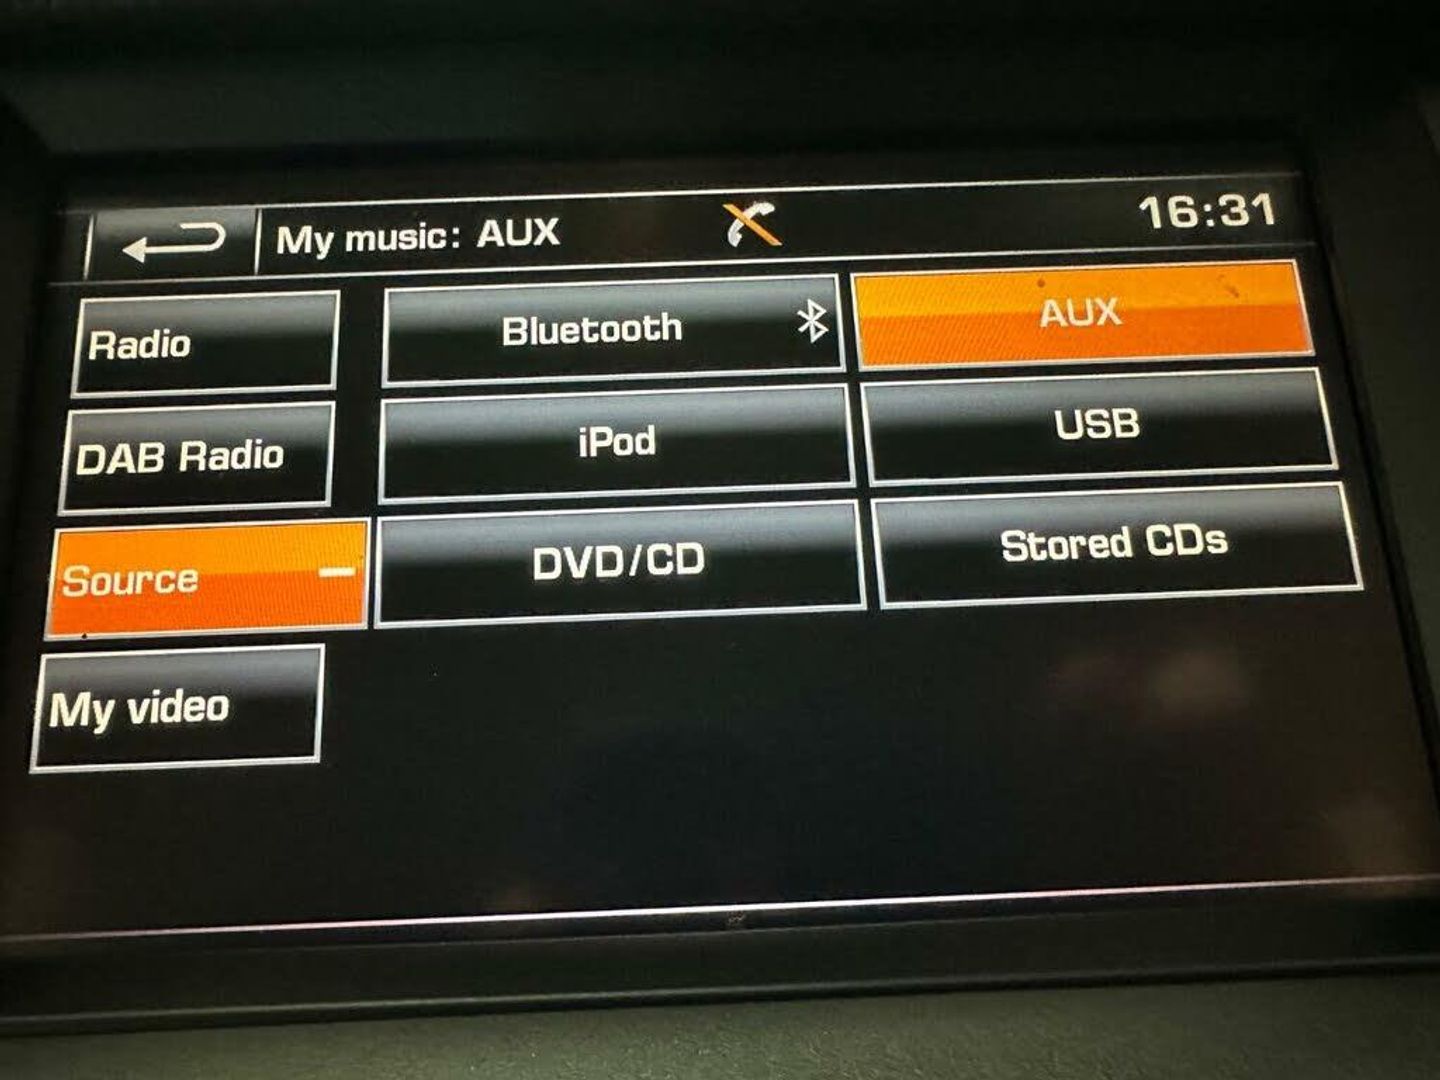 My music: AUX
16:31
Radio
Bluetooth
AUX
DAB Radio
iPod
USB
Source
DVD/CD
Stored CDs
My video